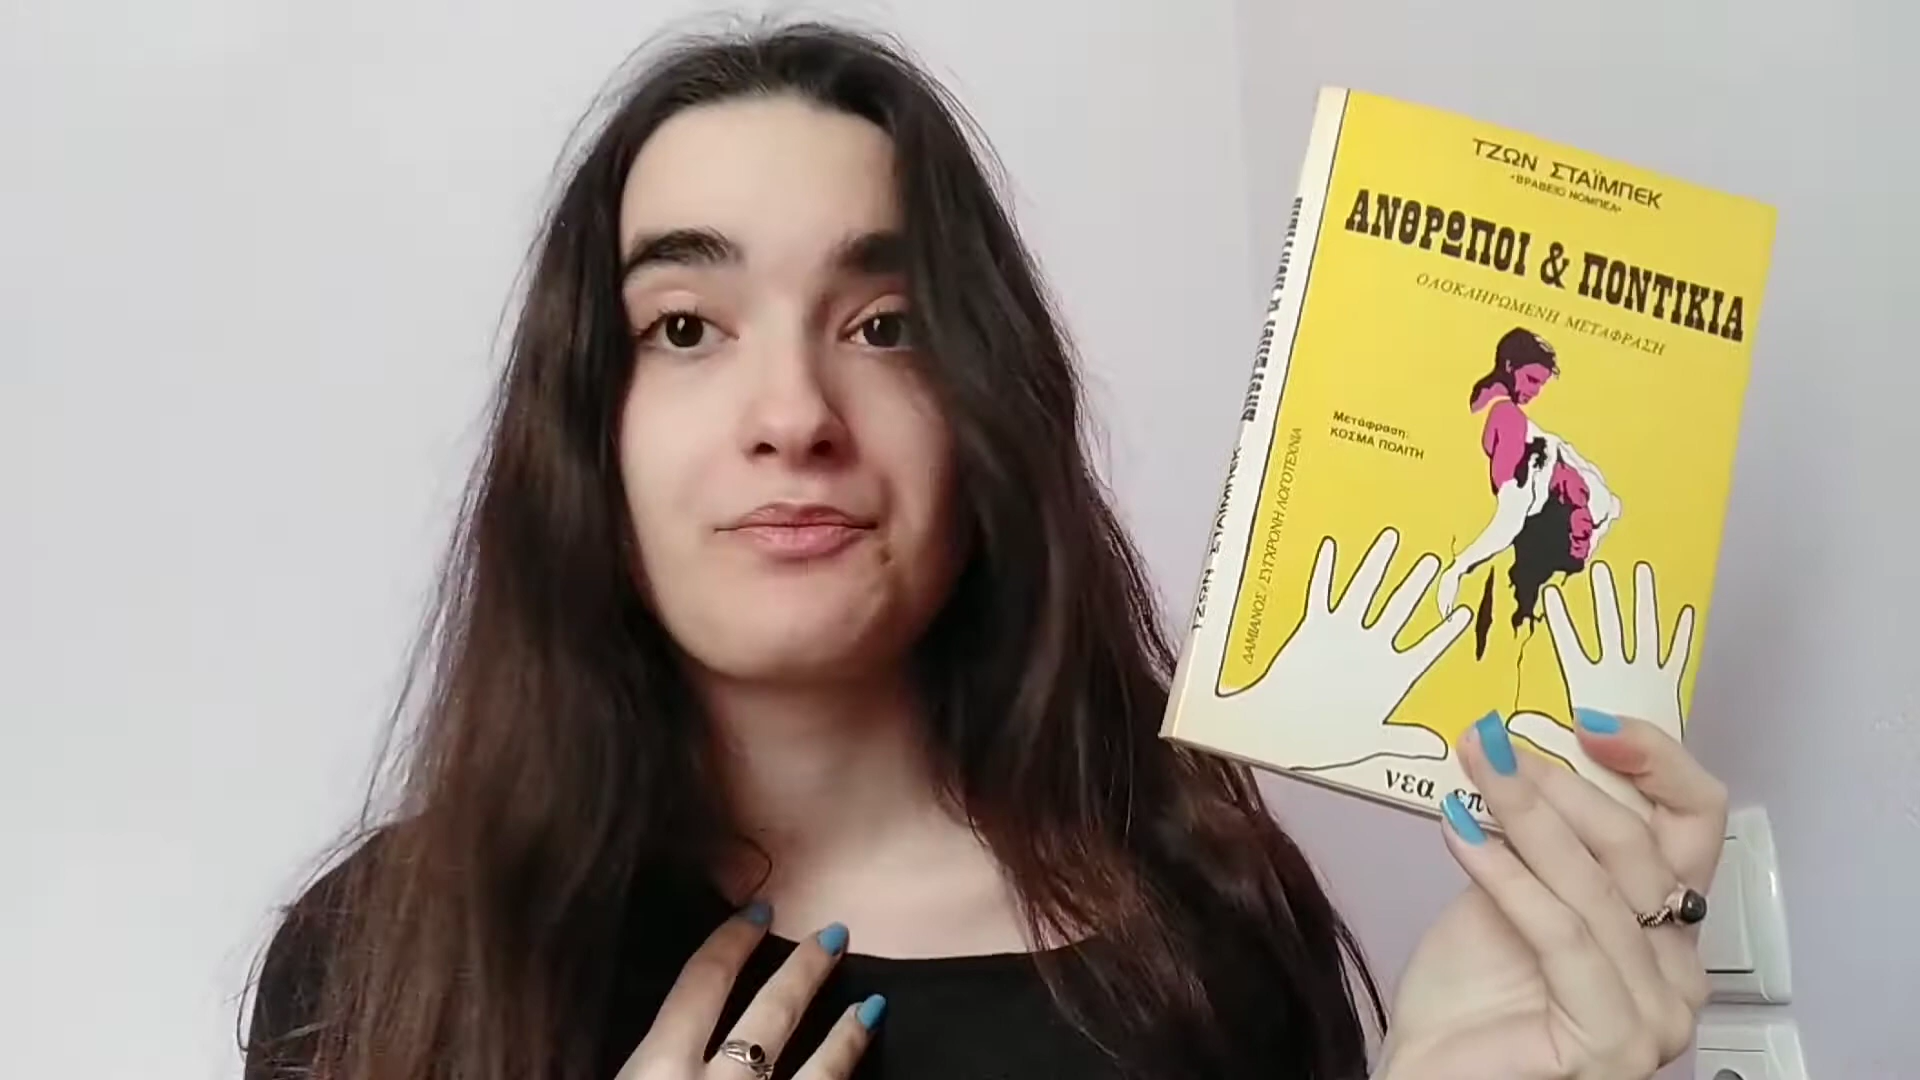 ΤΖΩΝ ΣΤΑΪΜΠΕΚ
•ΒΡΑΒΕΙΟ ΝΟΜΠΕΛ•
ΑΝΘΡΩΠΟΙ & ΠΟΝΤΙΚΙΑ
ΟΛΟΚΛΗΡΩΜΕΝΗ ΜΕΤΑΦΡΑΣΗ
Μετάφραση:
ΚΟΣΜΑ ΠΟΛΙΤΗ
ΔΑΜΙΑΝΟΣ / ΣΥΓΧΡΟΝΗ ΛΟΓΟΤΕΧΝΙΑ
νεα
ΤΖΩΝ ΣΤΑΪΜΠΕΚ